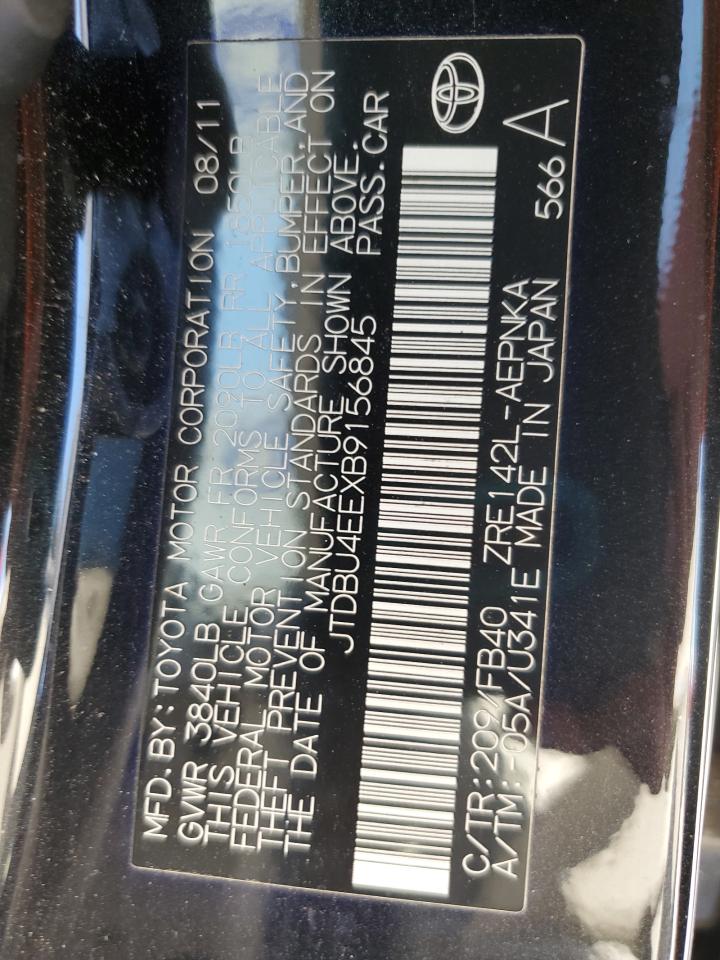 MFD. BY: TOYOTA MOTOR CORPORATION 08/11
GVWR 3840LB GAWR FR 2090LB RR 1850LB
THIS VEHICLE CONFORMS TO ALL APPLICABLE
FEDERAL MOTOR VEHICLE SAFETY, BUMPER, AND
THEFT PREVENTION STANDARDS IN EFFECT ON
THE DATE OF MANUFACTURE SHOWN ABOVE.
JTDBU4EEXB9156845 PASS. CAR
C/TR: 209/FB40 ZRE142L-AEPNKA
A/TM: -05A/U341E MADE IN JAPAN 566 A